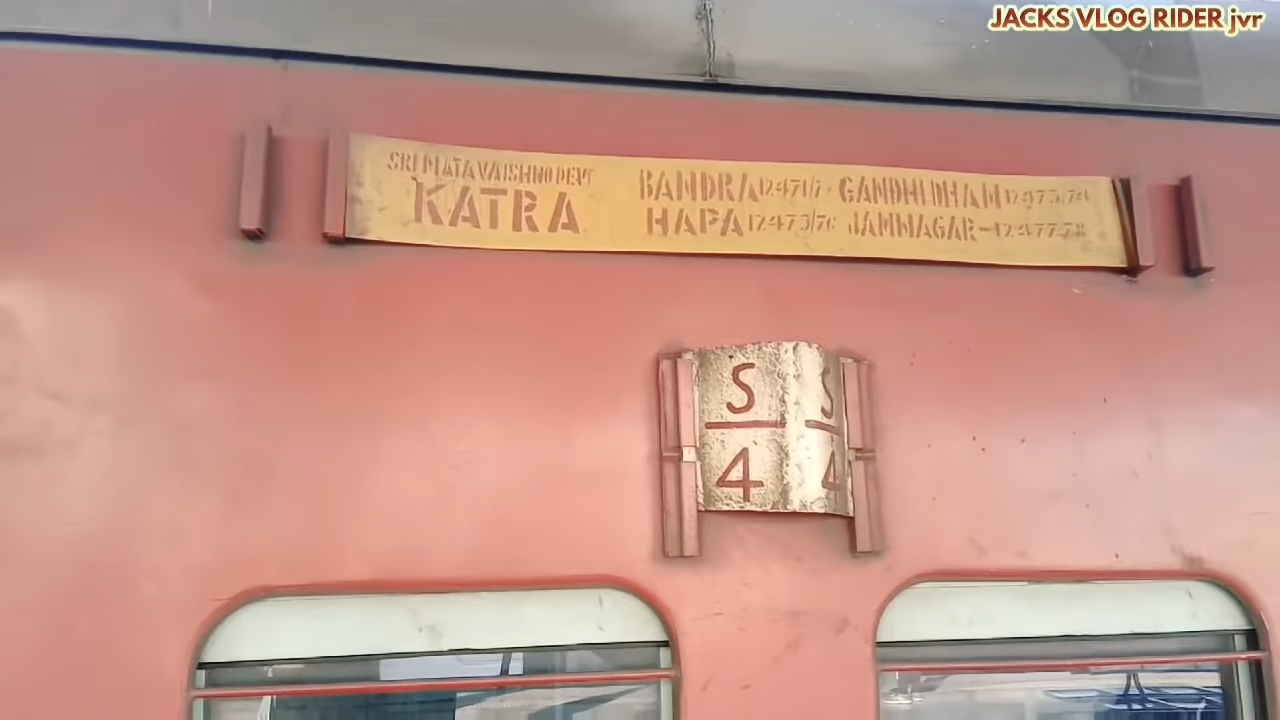 JACKS VLOG RIDER jvr
SRI MATA VAISHNO DEVI
KATRA
BANDRA 12471/72 GANDHIDHAM 12473/74
HAPA 12475/76 JAMNAGAR-12477/78
S S
4 4